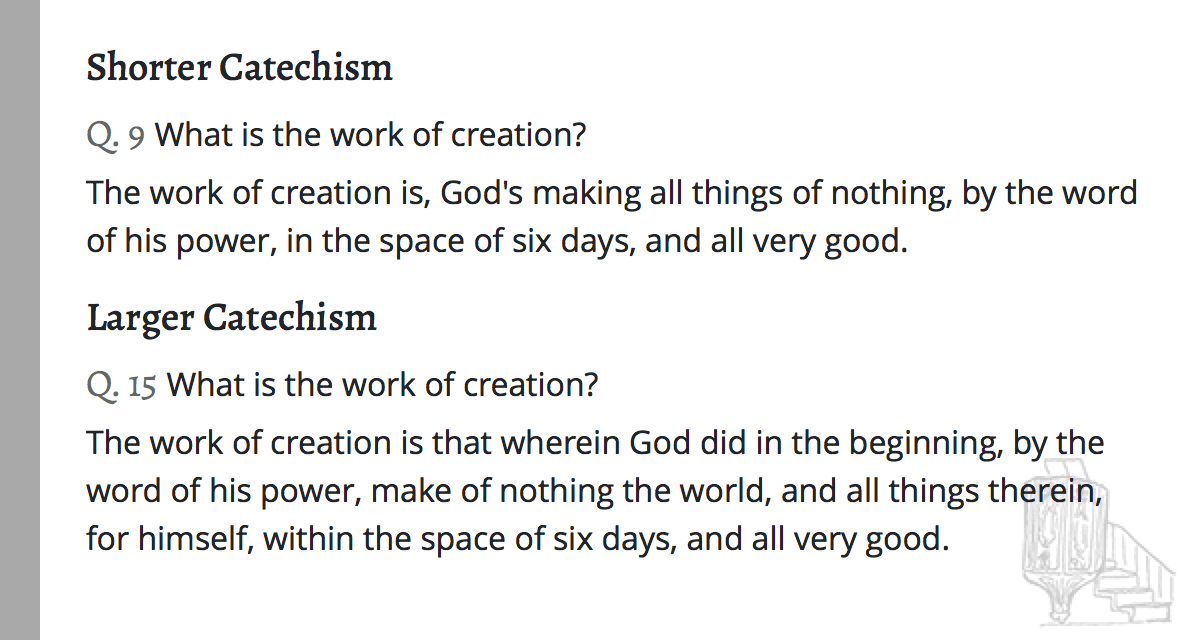 Shorter Catechism
Q. 9 What is the work of creation?
The work of creation is, God's making all things of nothing, by the word
of his power, in the space of six days, and all very good.
Larger Catechism
Q. 15 What is the work of creation?
The work of creation is that wherein God did in the beginning, by the
word of his power, make of nothing the world, and all things therein,
for himself, within the space of six days, and all very good.